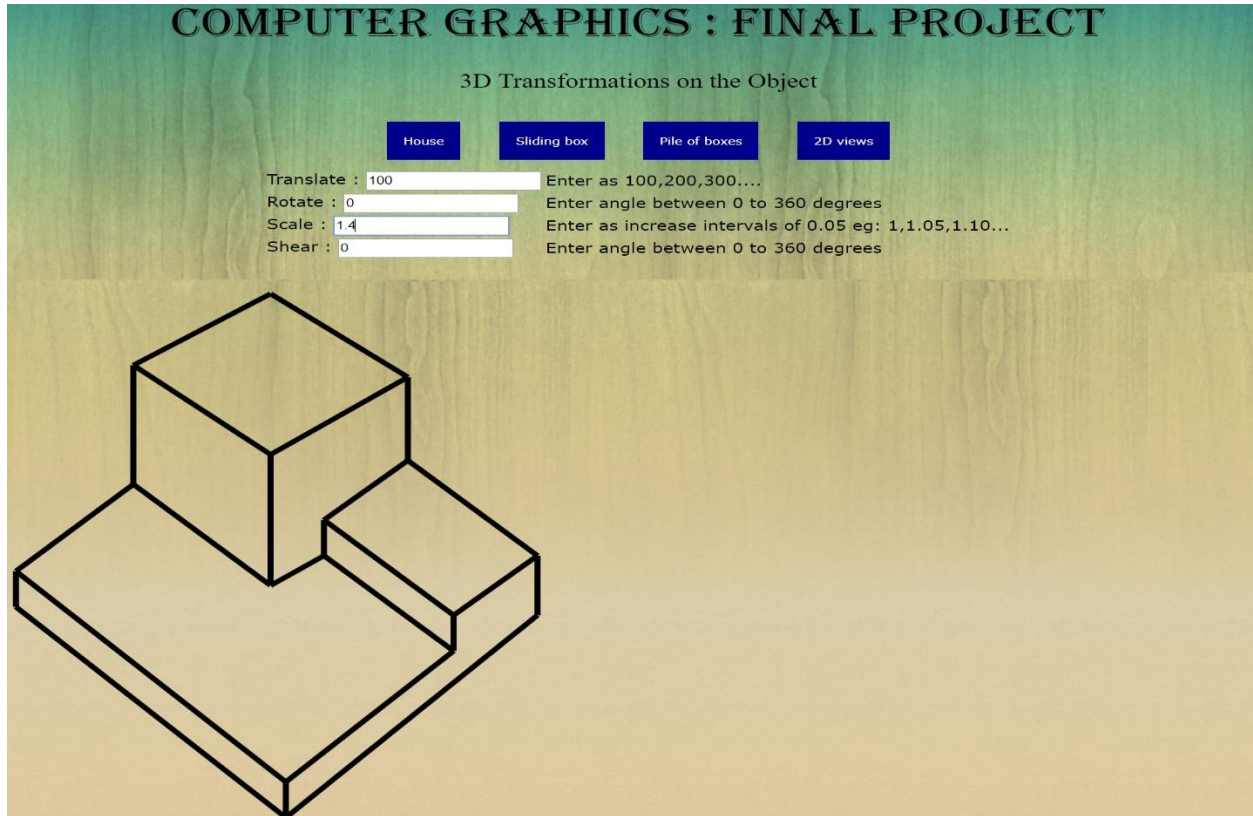 COMPUTER GRAPHICS : FINAL PROJECT
3D Transformations on the Object
House Sliding box Pile of boxes 2D views
Translate : 100 Enter as 100,200,300....
Rotate : 0 Enter angle between 0 to 360 degrees
Scale : 1.4 Enter as increase intervals of 0.05 eg: 1,1.05,1.10...
Shear : 0 Enter angle between 0 to 360 degrees